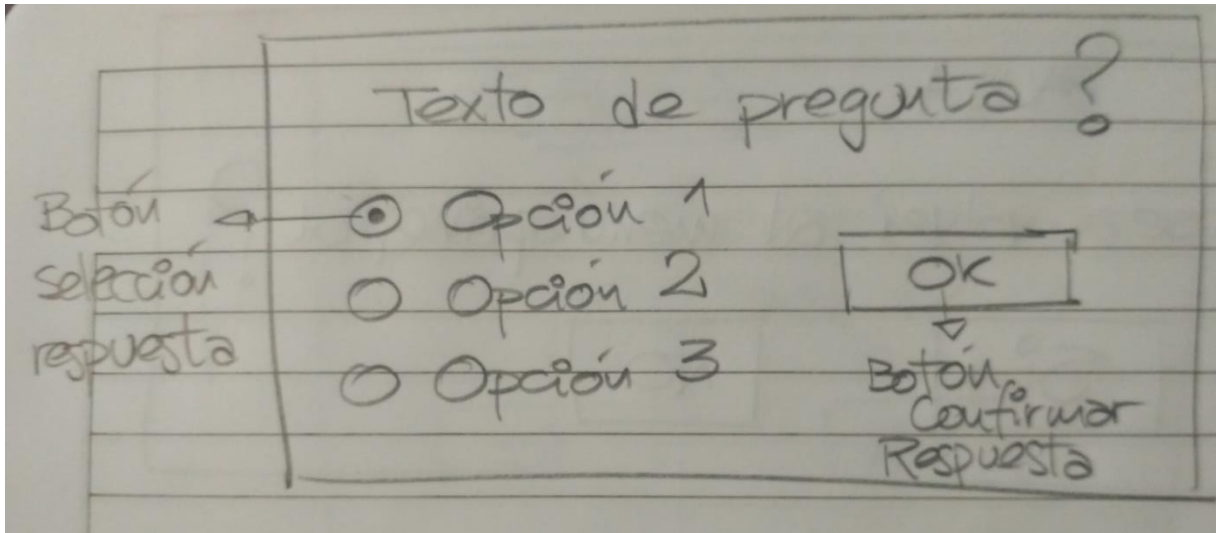 Texto de pregunta?
Botón
selección
respuesta
Opción 1
Opción 2
Opción 3
OK
Botón
Confirmar
Respuesta